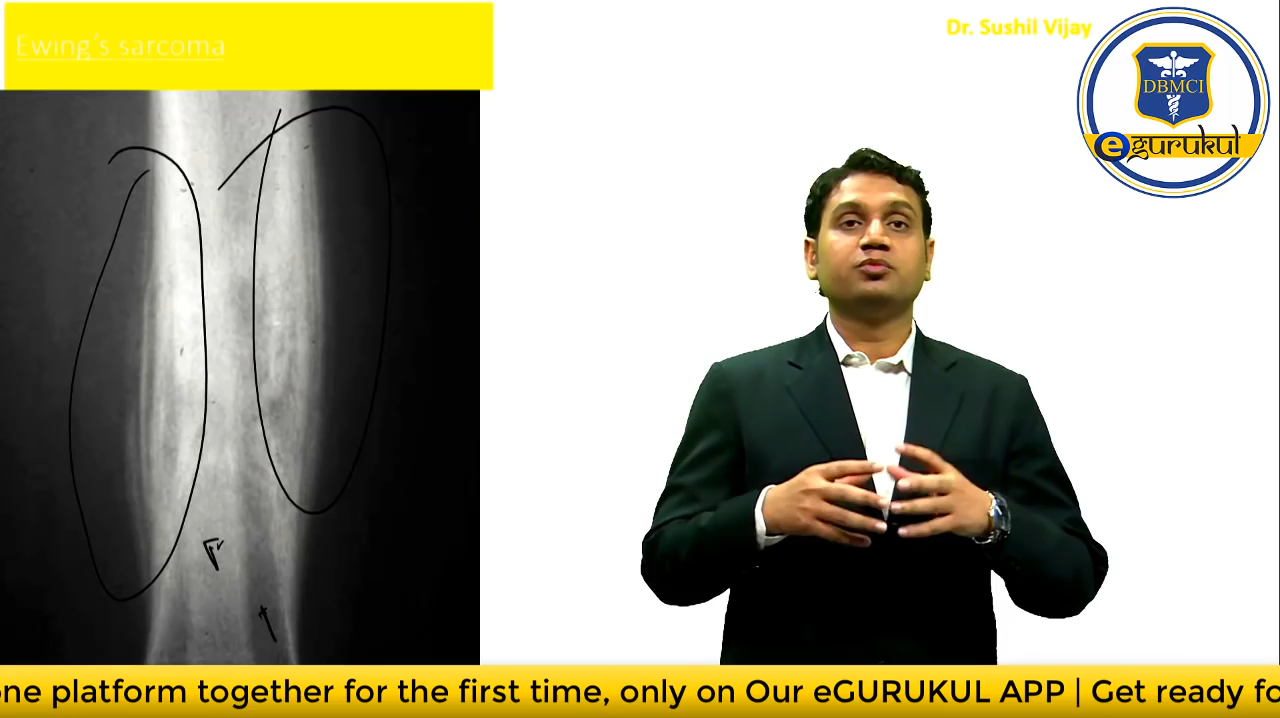 Ewing's sarcoma
Dr. Sushil Vijay
DBMCI
egurukul
one platform together for the first time, only on Our eGURUKUL APP | Get ready fo